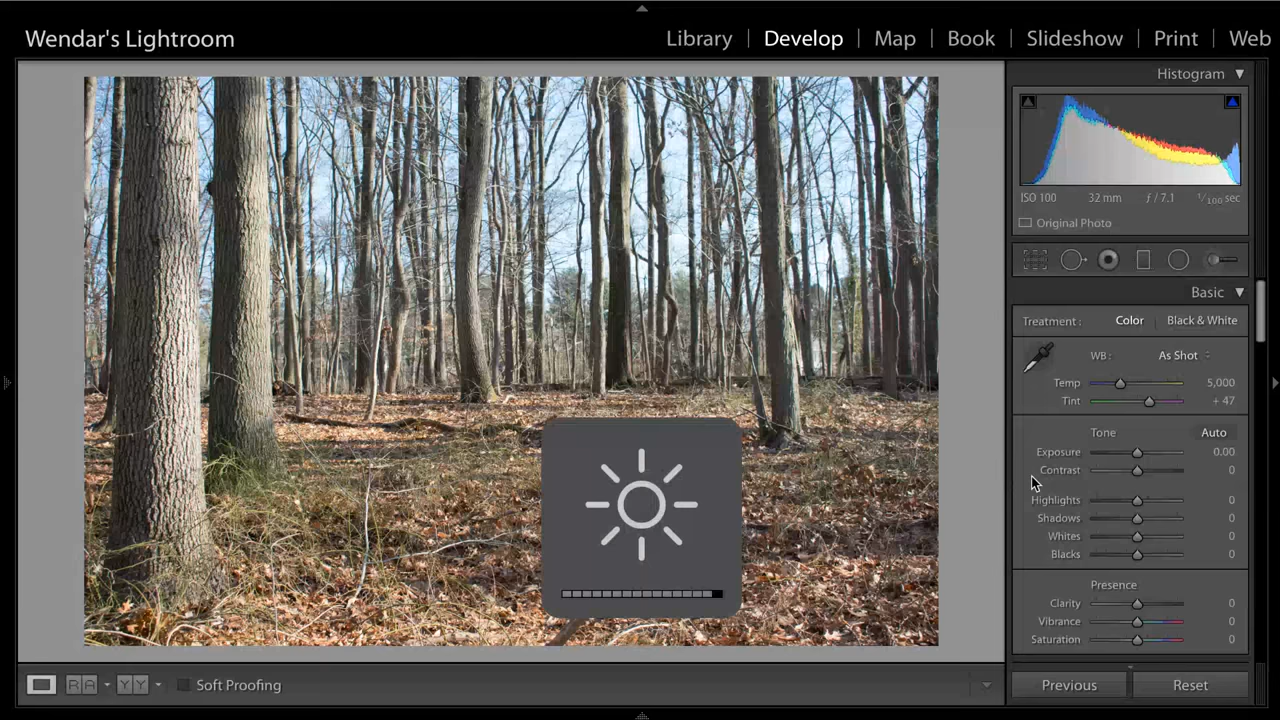 Wendar's Lightroom
Library | Develop | Map | Book | Slideshow | Print | Web
Histogram
ISO 100 32 mm ƒ / 7.1 1/100 sec
Original Photo
Basic
Treatment : Color Black & White
WB : As Shot
Temp 5,000
Tint + 47
Tone Auto
Exposure 0.00
Contrast 0
Highlights 0
Shadows 0
Whites 0
Blacks 0
Presence
Clarity 0
Vibrance 0
Saturation 0
R A Y Y Soft Proofing Previous Reset